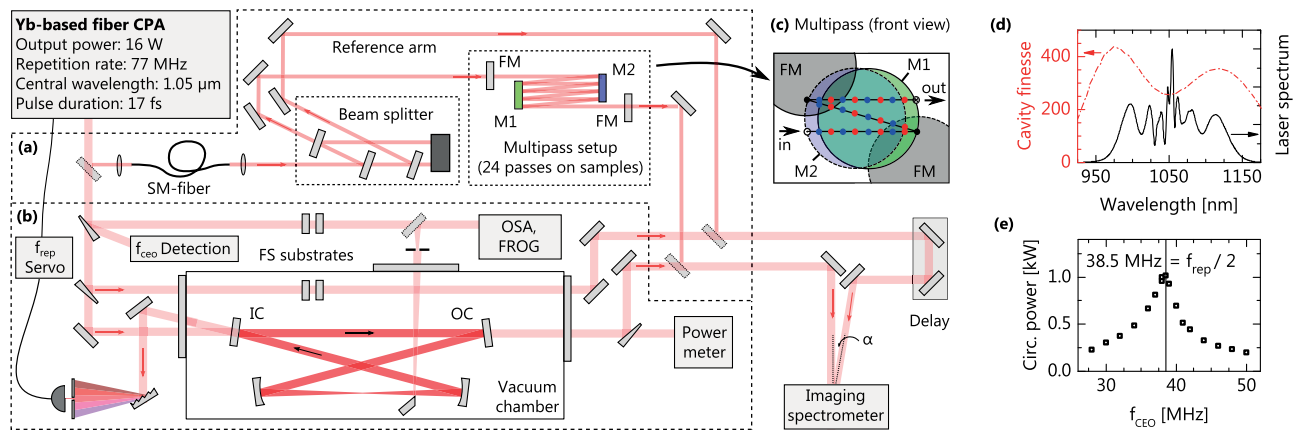 Yb-based fiber CPA
Output power: 16 W
Repetition rate: 77 MHz
Central wavelength: 1.05 µm
Pulse duration: 17 fs
(a)
SM-fiber
Reference arm
Beam splitter
FM
M1
M2
FM
Multipass setup
(24 passes on samples)
(c) Multipass (front view)
FM
M1
out
in
M2
FM
(d)
Cavity finesse
400
200
0
950
1050
1150
Wavelength [nm]
Laser spectrum
(b)
f_rep
Servo
f_ceo Detection
FS substrates
OSA,
FROG
IC
OC
Vacuum
chamber
Power
meter
α
Imaging
spectrometer
Delay
(e)
Circ. power [kW]
38.5 MHz = f_rep / 2
1.0
0.5
0.0
30
40
50
f_CEO [MHz]